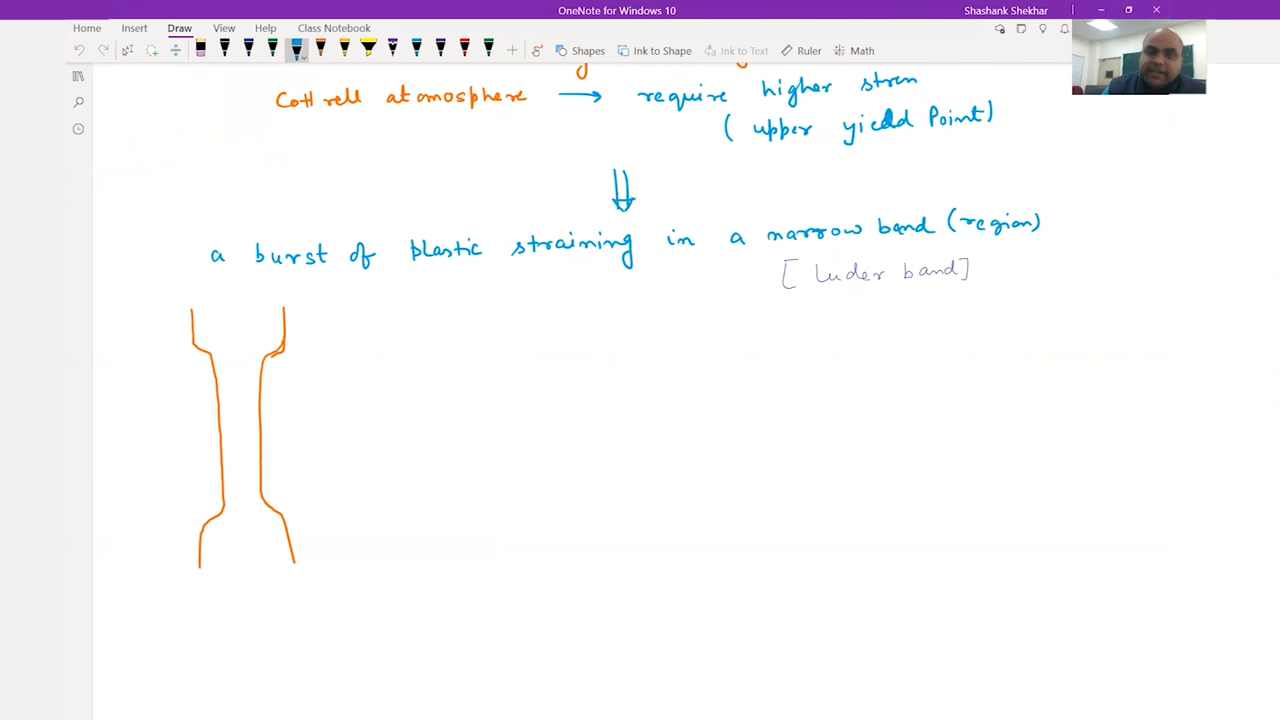 OneNote for Windows 10
Shashank Shekhar
Home Insert Draw View Help Class Notebook
Shapes Ink to Shape Ink to Text Ruler Math
Cottrell atomosphere → require higher stren
(upper yield Point)
a burst of plastic straining in a narrow band (region)
[Luder band]